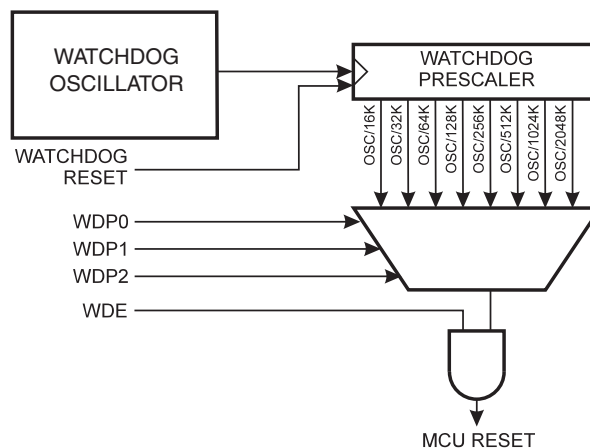 WATCHDOG
OSCILLATOR
WATCHDOG
PRESCALER
WATCHDOG
RESET
OSC/16K
OSC/32K
OSC/64K
OSC/128K
OSC/256K
OSC/512K
OSC/1024K
OSC/2048K
WDP0
WDP1
WDP2
WDE
MCU RESET